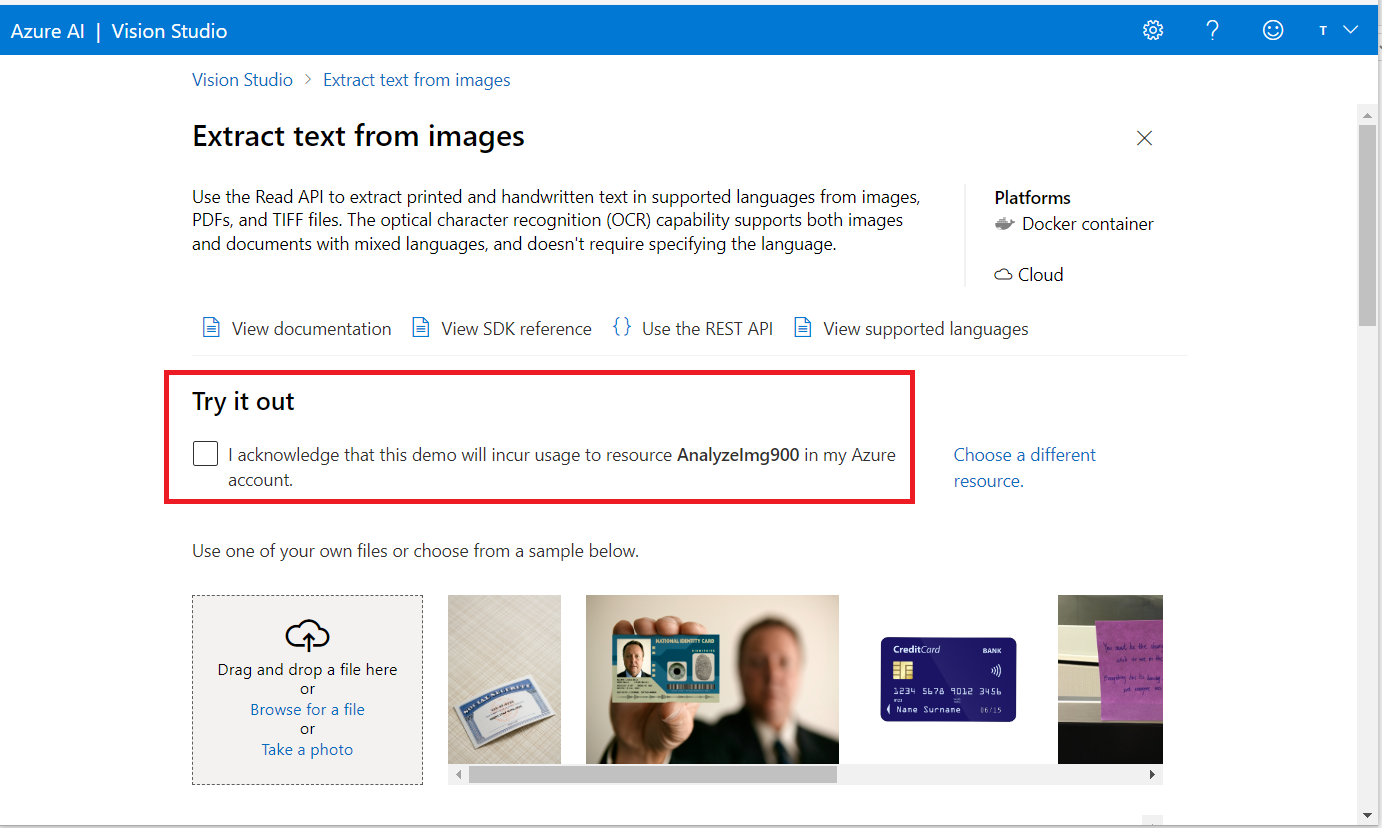 Azure AI | Vision Studio
T
Vision Studio > Extract text from images
Extract text from images
Use the Read API to extract printed and handwritten text in supported languages from images,
PDFs, and TIFF files. The optical character recognition (OCR) capability supports both images
and documents with mixed languages, and doesn't require specifying the language.
Platforms
Docker container
Cloud
View documentation
View SDK reference
{} Use the REST API
View supported languages
Try it out
I acknowledge that this demo will incur usage to resource AnalyzeImg900 in my Azure
account.
Choose a different
resource.
Use one of your own files or choose from a sample below.
Drag and drop a file here
or
Browse for a file
or
Take a photo
SOCIAL SECURITY
NATIONAL IDENTITY CARD
CreditCard BANK
1234 5678 9012 3456
Name Surname 06/15